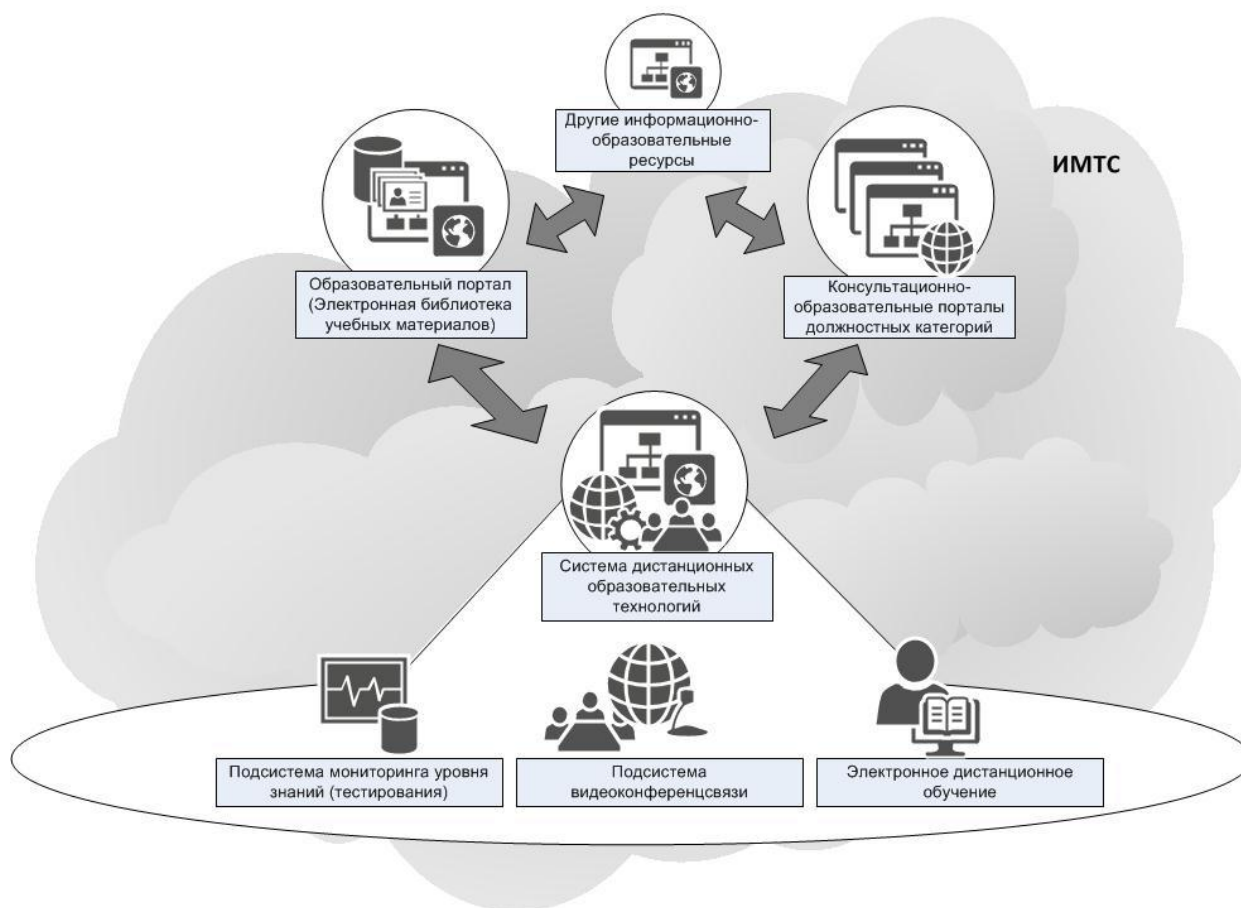 Другие информационно-
образовательные
ресурсы
ИМТС
Образовательный портал
(Электронная библиотека
учебных материалов)
Консультационно-
образовательные порталы
должностных категорий
Система дистанционных
образовательных
технологий
Подсистема мониторинга уровня
знаний (тестирования)
Подсистема
видеоконференцсвязи
Электронное дистанционное
обучение